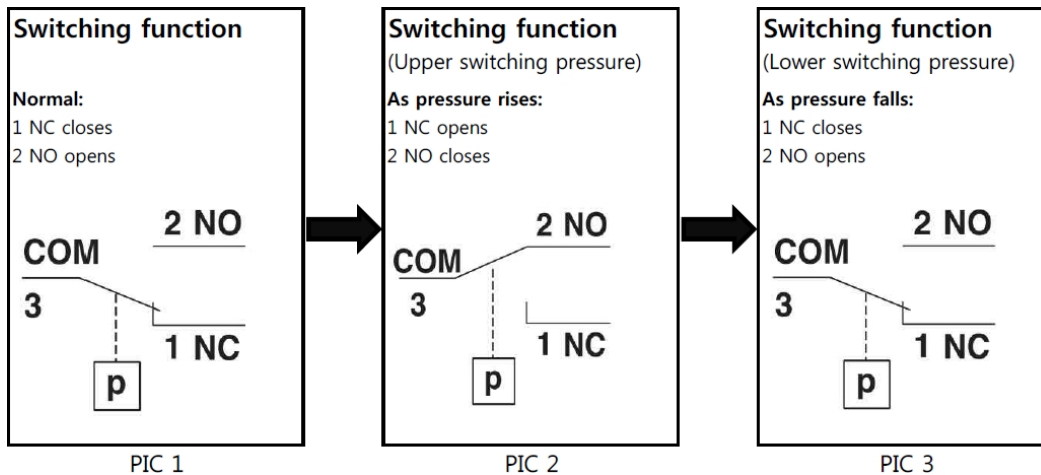 Switching function
Normal:
1 NC closes
2 NO opens
2 NO
COM
3
1 NC
p
PIC 1
Switching function
(Upper switching pressure)
As pressure rises:
1 NC opens
2 NO closes
2 NO
COM
3
1 NC
p
PIC 2
Switching function
(Lower switching pressure)
As pressure falls:
1 NC closes
2 NO opens
2 NO
COM
3
1 NC
p
PIC 3